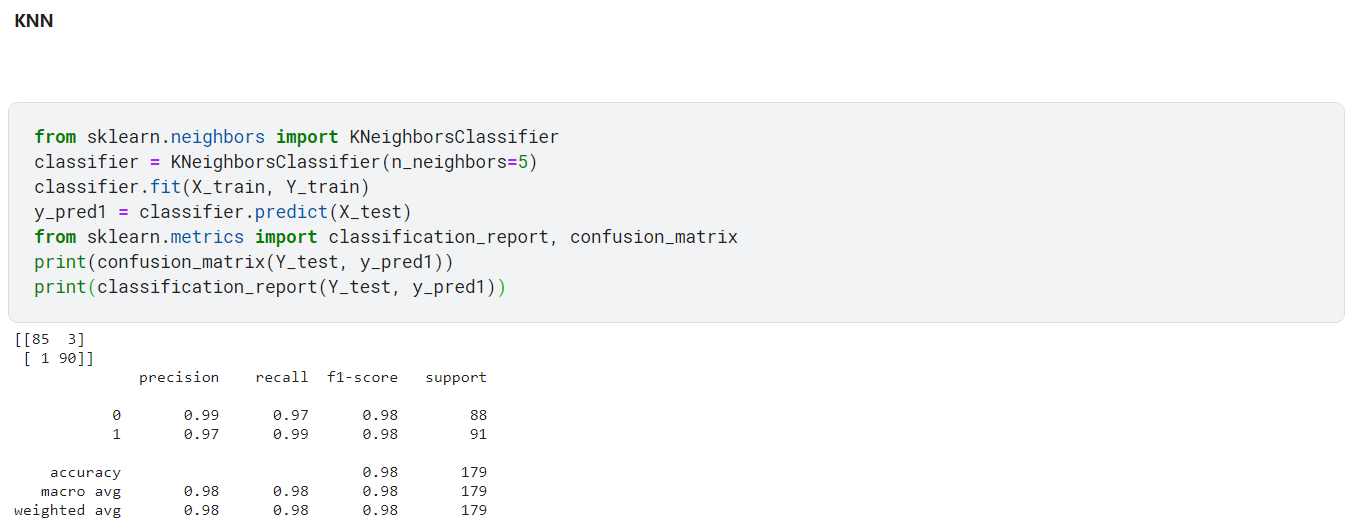 KNN
from sklearn.neighbors import KNeighborsClassifier
classifier = KNeighborsClassifier(n_neighbors=5)
classifier.fit(X_train, Y_train)
y_pred1 = classifier.predict(X_test)
from sklearn.metrics import classification_report, confusion_matrix
print(confusion_matrix(Y_test, y_pred1))
print(classification_report(Y_test, y_pred1))
[[85  3]
 [ 1 90]]
              precision    recall  f1-score   support
           0       0.99      0.97      0.98        88
           1       0.97      0.99      0.98        91
    accuracy                           0.98       179
   macro avg       0.98      0.98      0.98       179
weighted avg       0.98      0.98      0.98       179